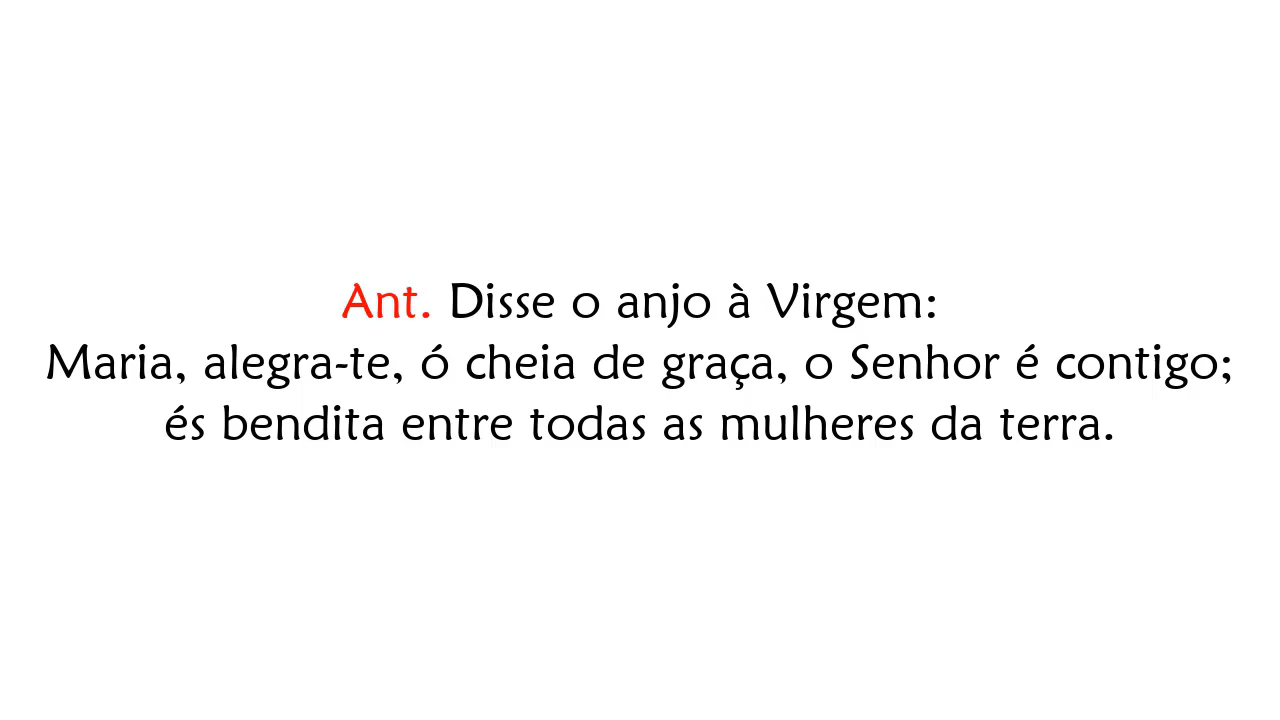 Ant. Disse o anjo à Virgem:
Maria, alegra-te, ó cheia de graça, o Senhor é contigo;
és bendita entre todas as mulheres da terra.